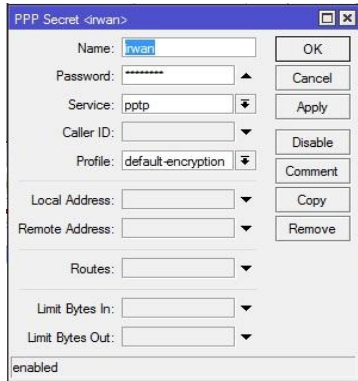 PPP Secret <irwan>
Name: irwan
Password: ********
Service: pptp
Caller ID:
Profile: default-encryption
Local Address:
Remote Address:
Routes:
Limit Bytes In:
Limit Bytes Out:
OK
Cancel
Apply
Disable
Comment
Copy
Remove
enabled